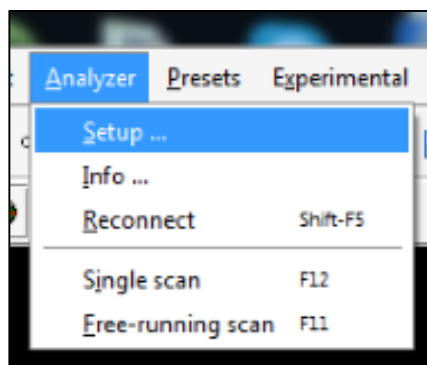 Analyzer Presets Experimental
Setup ...
Info ...
Reconnect Shift-F5
Single scan F12
Free-running scan F11